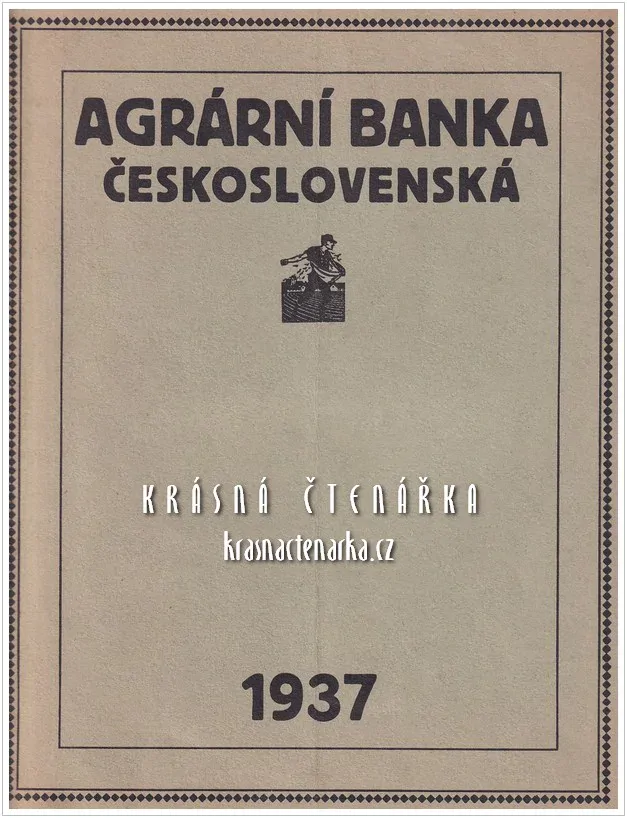 AGRÁRNÍ BANKA
ČESKOSLOVENSKÁ
KRÁSNÁ ČTENÁŘKA
krasnactenarka.cz
1937